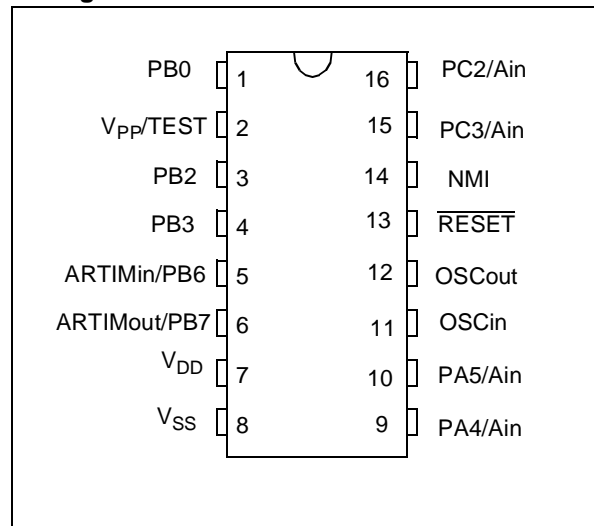 PB0 1 16 PC2/Ain
VPP/TEST 2 15 PC3/Ain
PB2 3 14 NMI
PB3 4 13 RESET
ARTIMin/PB6 5 12 OSCout
ARTIMout/PB7 6 11 OSCin
VDD 7 10 PA5/Ain
VSS 8 9 PA4/Ain